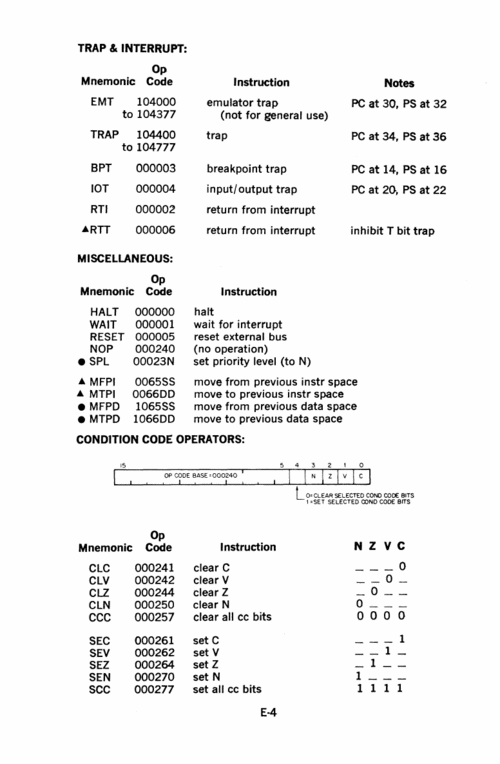 TRAP & INTERRUPT:
Mnemonic Op Code Instruction Notes
EMT 104000 to 104377 emulator trap (not for general use) PC at 30, PS at 32
TRAP 104400 to 104777 trap PC at 34, PS at 36
BPT 000003 breakpoint trap PC at 14, PS at 16
IOT 000004 input/output trap PC at 20, PS at 22
RTI 000002 return from interrupt
▲RTT 000006 return from interrupt inhibit T bit trap
MISCELLANEOUS:
Mnemonic Op Code Instruction
HALT 000000 halt
WAIT 000001 wait for interrupt
RESET 000005 reset external bus
NOP 000240 (no operation)
● SPL 00023N set priority level (to N)
▲ MFPI 0065SS move from previous instr space
▲ MTPI 0066DD move to previous instr space
● MFPD 1065SS move from previous data space
● MTPD 1066DD move to previous data space
CONDITION CODE OPERATORS:
15 5 4 3 2 1 0
OP CODE BASE=000240 N Z V C
0=CLEAR SELECTED COND CODE BITS
1=SET SELECTED COND CODE BITS
Mnemonic Op Code Instruction N Z V C
CLC 000241 clear C _ _ _ 0
CLV 000242 clear V _ _ 0 _
CLZ 000244 clear Z _ 0 _ _
CLN 000250 clear N 0 _ _ _
CCC 000257 clear all cc bits 0 0 0 0
SEC 000261 set C _ _ _ 1
SEV 000262 set V _ _ 1 _
SEZ 000264 set Z _ 1 _ _
SEN 000270 set N 1 _ _ _
SCC 000277 set all cc bits 1 1 1 1
E-4